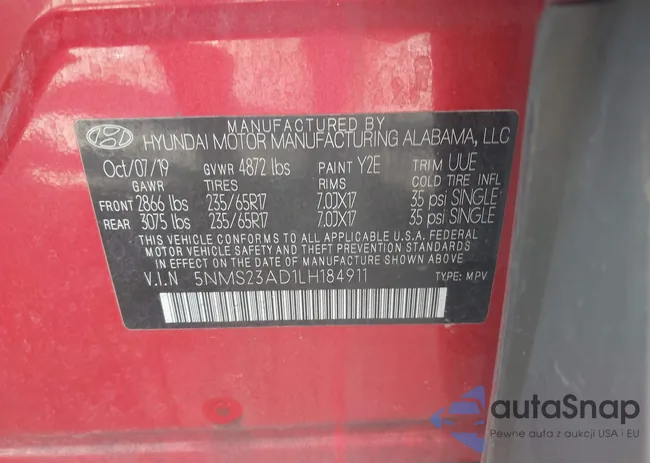 MANUFACTURED BY
HYUNDAI MOTOR MANUFACTURING ALABAMA, LLC
Oct/07/19 GVWR 4872 lbs PAINT Y2E TRIM UUE
GAWR TIRES RIMS COLD TIRE INFL
FRONT 2866 lbs 235/65R17 7.0JX17 35 psi SINGLE
REAR 3075 lbs 235/65R17 7.0JX17 35 psi SINGLE
THIS VEHICLE CONFORMS TO ALL APPLICABLE U.S.A. FEDERAL
MOTOR VEHICLE SAFETY AND THEFT PREVENTION STANDARDS
IN EFFECT ON THE DATE OF MANUFACTURE SHOWN ABOVE.
V.I.N 5NMS23AD1LH184911 TYPE: MPV
autaSnap
Pewne auta z aukcji USA i EU